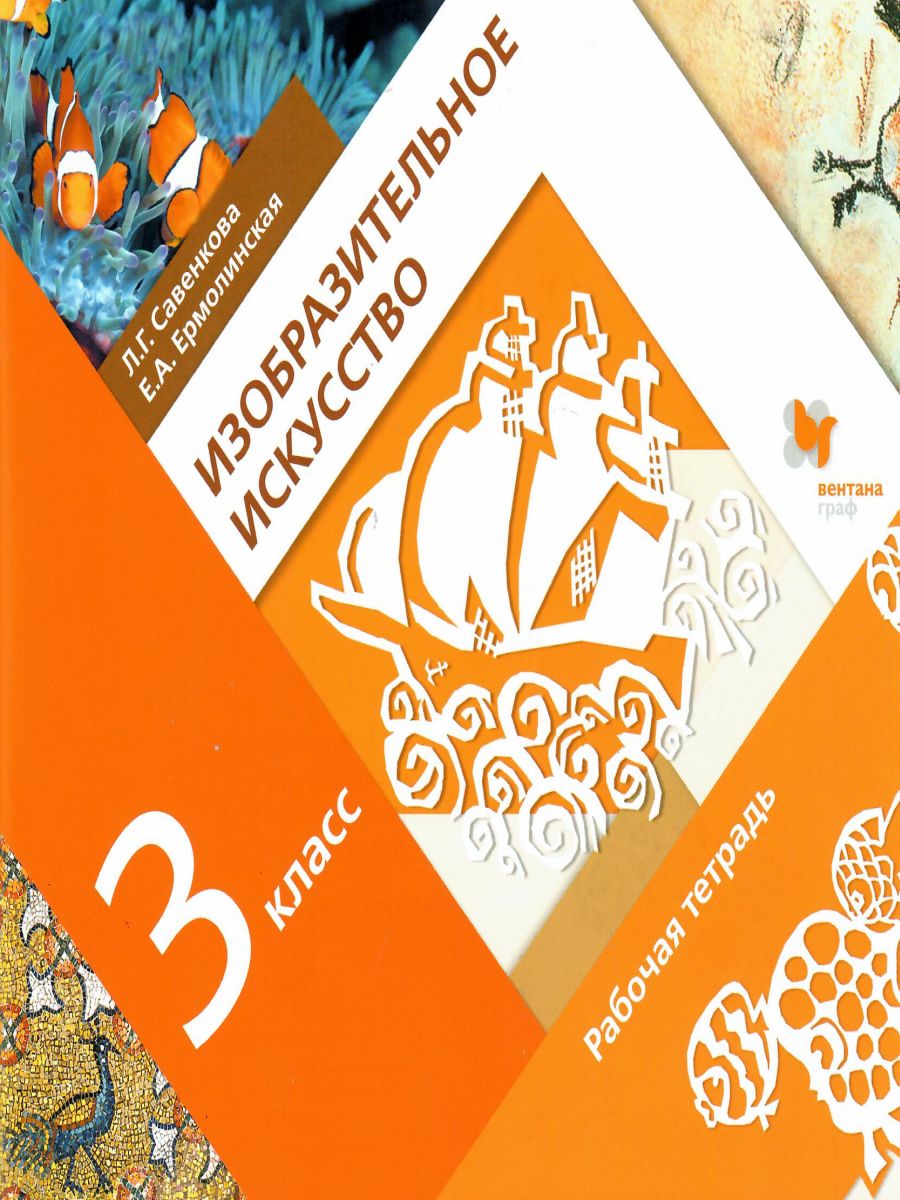 Л.Г. Савенкова
Е.А. Ермолинская
ИЗОБРАЗИТЕЛЬНОЕ
ИСКУССТВО
вентана
граф
3
класс
Рабочая тетрадь